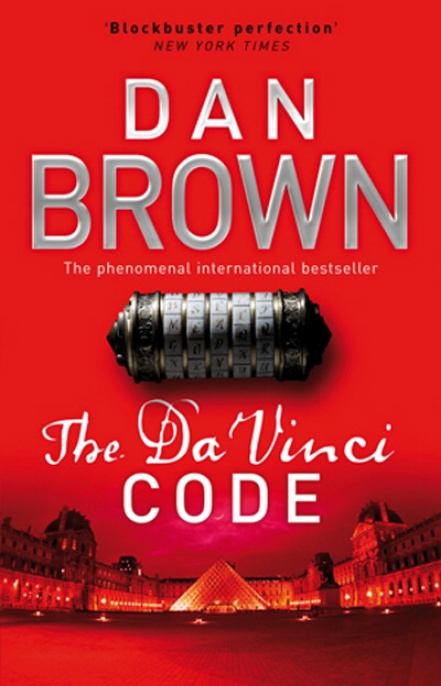 'Blockbuster perfection'
NEW YORK TIMES
DAN
BROWN
The phenomenal international bestseller
The Da Vinci
CODE